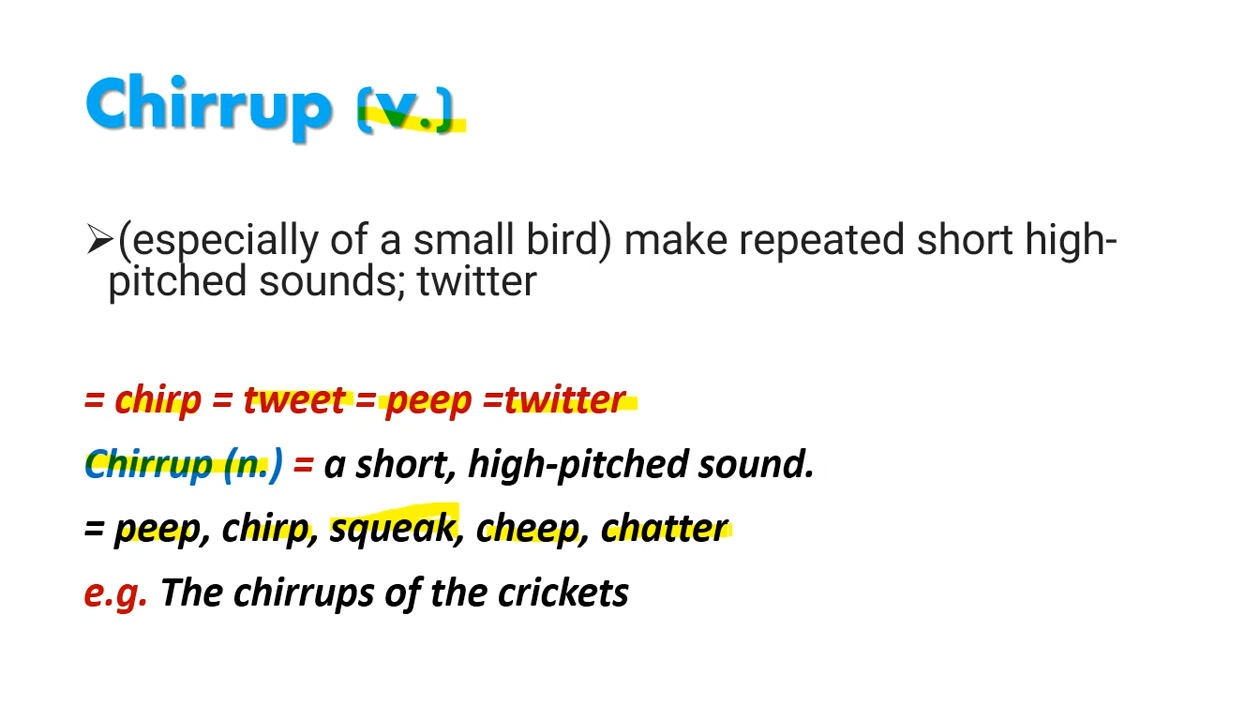 Chirrup (v.)
➢(especially of a small bird) make repeated short high-
pitched sounds; twitter
= chirp = tweet = peep =twitter
Chirrup (n.) = a short, high-pitched sound.
= peep, chirp, squeak, cheep, chatter
e.g. The chirrups of the crickets